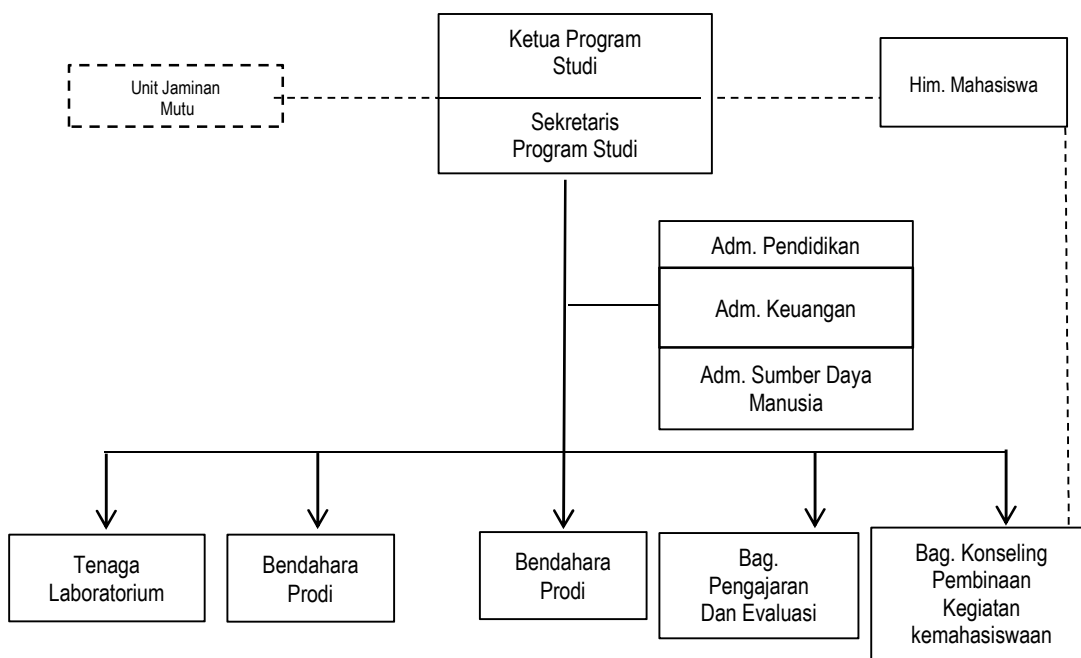 Ketua Program
Studi
Unit Jaminan
Mutu
Him. Mahasiswa
Sekretaris
Program Studi
Adm. Pendidikan
Adm. Keuangan
Adm. Sumber Daya
Manusia
Tenaga
Laboratorium
Bendahara
Prodi
Bendahara
Prodi
Bag.
Pengajaran
Dan Evaluasi
Bag. Konseling
Pembinaan
Kegiatan
kemahasiswaan